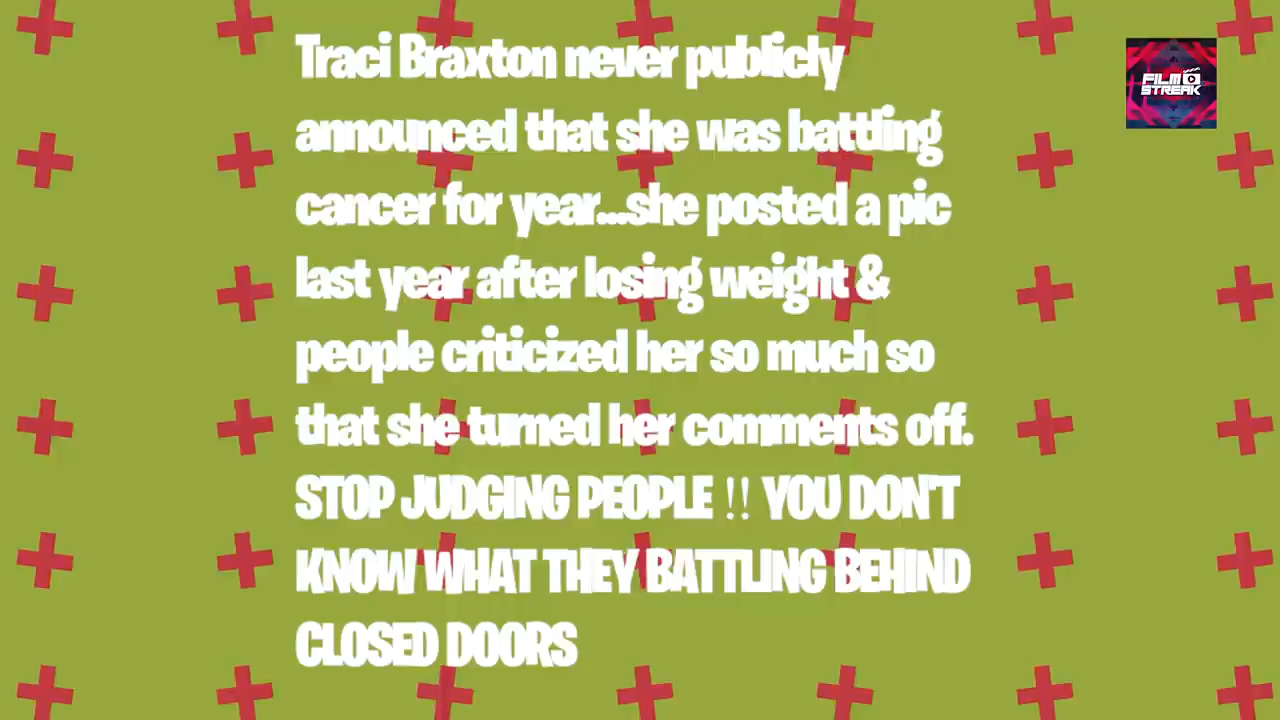 Traci Braxton never publicly
announced that she was battling
cancer for year...she posted a pic
last year after losing weight &
people criticized her so much so
that she turned her comments off.
STOP JUDGING PEOPLE ‼ YOU DON'T
KNOW WHAT THEY BATTLING BEHIND
CLOSED DOORS
FILM
STREAK